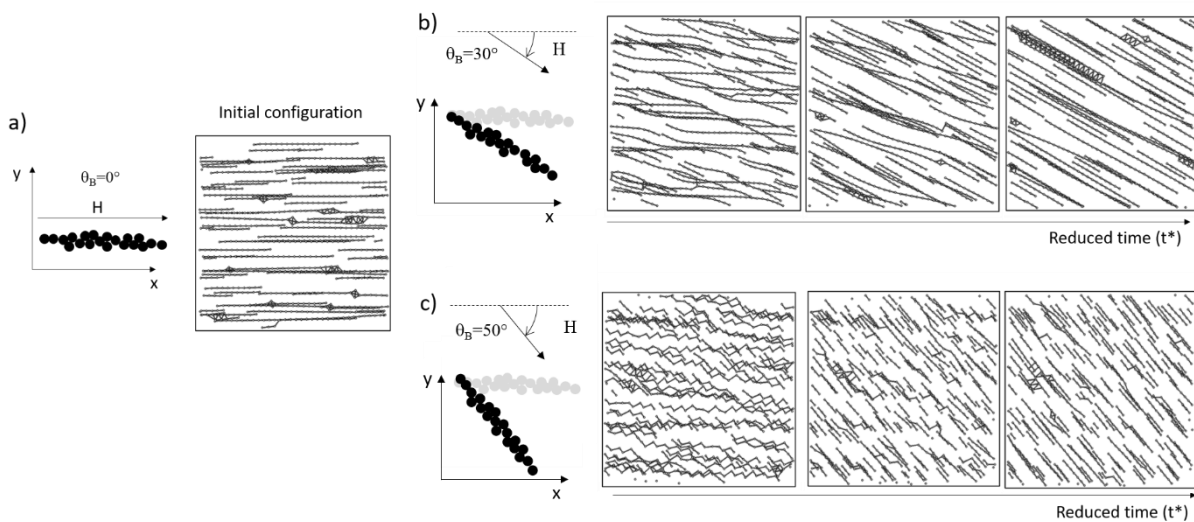 a)
y
θB=0°
H
x
Initial configuration
b)
θB=30°
H
y
x
Reduced time (t*)
c)
θB=50°
H
y
x
Reduced time (t*)